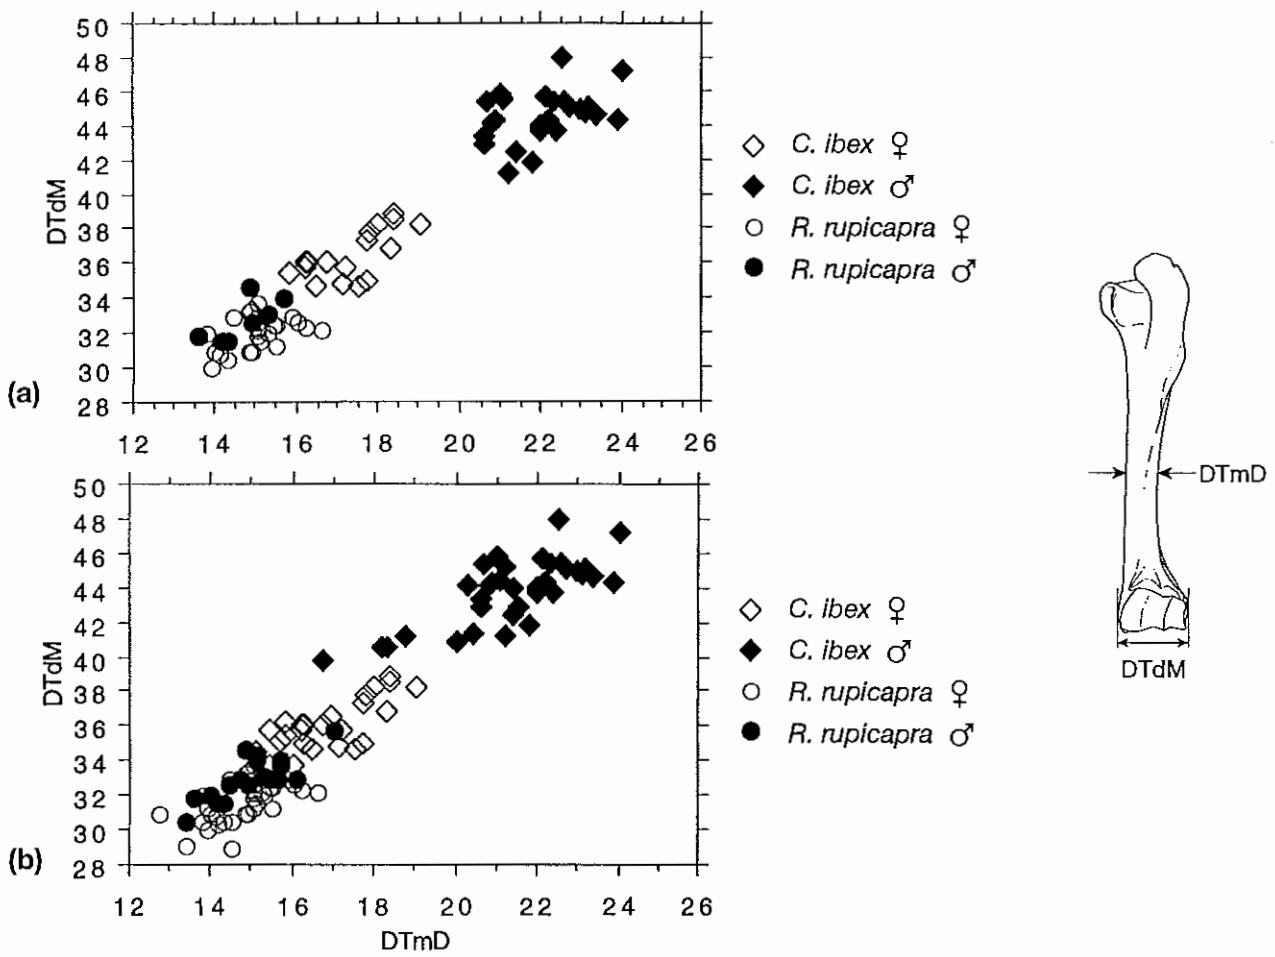 50
48
46
44
42
40
38
36
34
32
30
28
DTdM
(a)
12 14 16 18 20 22 24 26
C. ibex ♀
C. ibex ♂
R. rupicapra ♀
R. rupicapra ♂
50
48
46
44
42
40
38
36
34
32
30
28
DTdM
(b)
12 14 16 18 20 22 24 26
DTmD
C. ibex ♀
C. ibex ♂
R. rupicapra ♀
R. rupicapra ♂
DTmD
DTdM